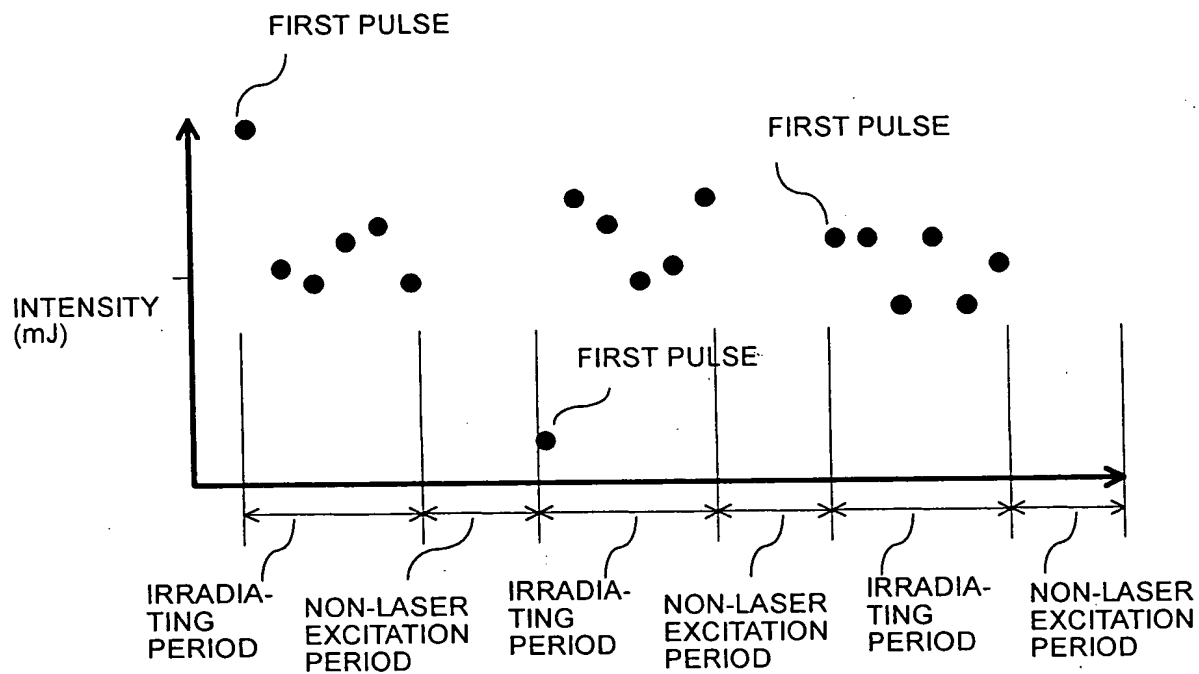 FIRST PULSE
FIRST PULSE
INTENSITY
(mJ)
FIRST PULSE
IRRADIA-
TING
PERIOD
NON-LASER
EXCITATION
PERIOD
IRRADIA-
TING
PERIOD
NON-LASER
EXCITATION
PERIOD
IRRADIA-
TING
PERIOD
NON-LASER
EXCITATION
PERIOD